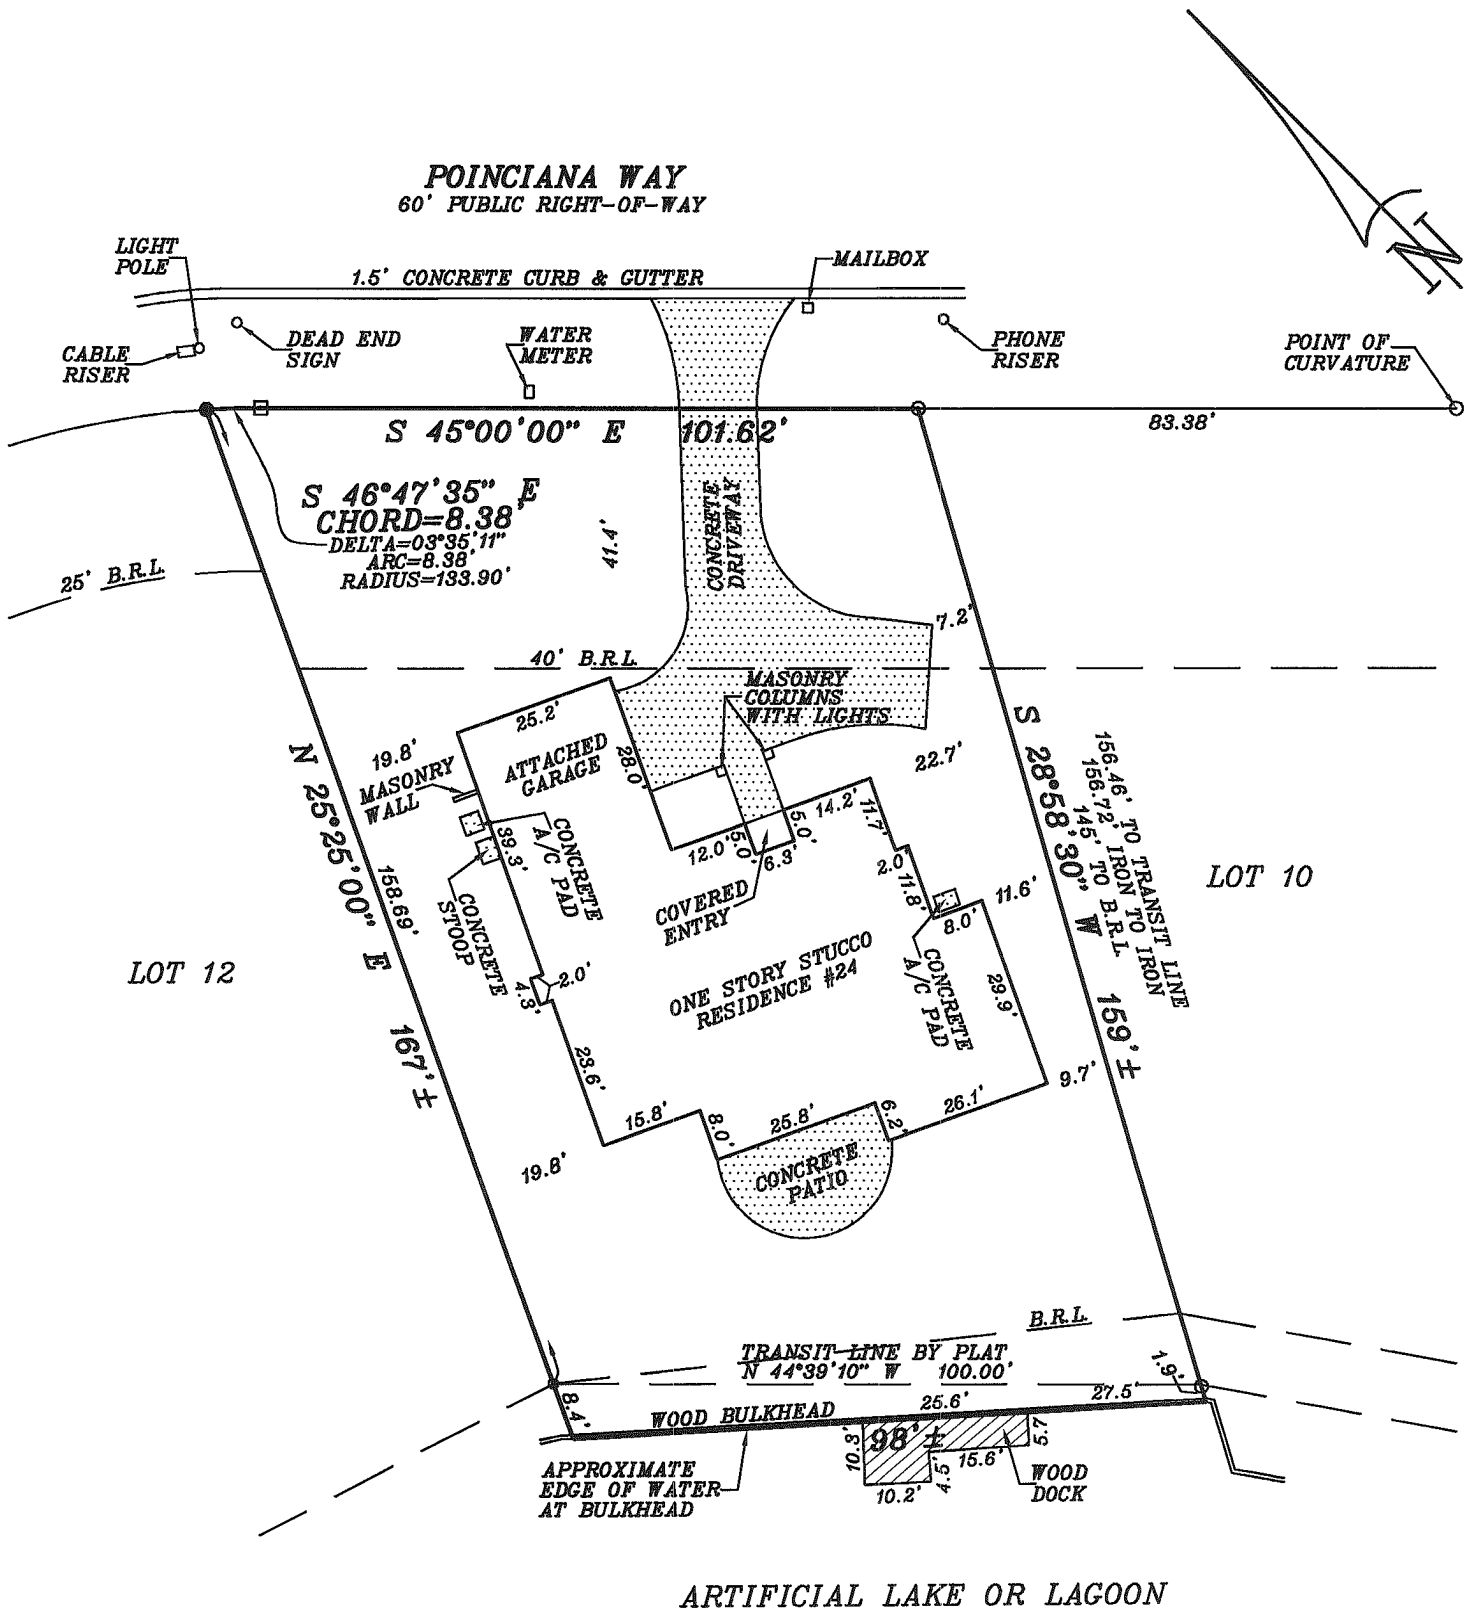 POINCIANA WAY
60' PUBLIC RIGHT-OF-WAY
N
LIGHT
POLE
1.5' CONCRETE CURB & GUTTER
MAILBOX
CABLE
RISER
DEAD END
SIGN
WATER
METER
PHONE
RISER
POINT OF
CURVATURE
S 45°00'00" E 101.62'
83.38'
S 46°47'35" E
CHORD=8.38'
DELTA=03°35'11"
ARC=8.38'
RADIUS=133.90'
41.4'
CONCRETE
DRIVEWAY
25' B.R.L.
7.2'
40' B.R.L.
MASONRY
COLUMNS
WITH LIGHTS
25.2'
ATTACHED
GARAGE
28.0'
19.8'
MASONRY
WALL
22.7'
N 25°25'00" E 167'±
158.69'
S 28°58'30" W 159'±
156.46' TO TRANSIT LINE
156.72' IRON TO IRON
145' TO B.R.L.
39.3'
CONCRETE
A/C PAD
CONCRETE
STOOP
12.0'
5.0'
6.3'
5.0'
14.2'
11.7'
2.0'
11.8'
8.0'
11.6'
COVERED
ENTRY
LOT 10
LOT 12
4.3'
2.0'
ONE STORY STUCCO
RESIDENCE #24
CONCRETE
A/C PAD
29.9'
23.6'
15.8'
8.0'
25.8'
6.2'
26.1'
9.7'
CONCRETE
PATIO
19.8'
B.R.L.
TRANSIT LINE BY PLAT
N 44°39'10" W 100.00'
1.9'
8.4'
WOOD BULKHEAD
25.6'
27.5'
98'±
10.3'
5.7'
15.6'
4.5'
10.2'
WOOD
DOCK
APPROXIMATE
EDGE OF WATER
AT BULKHEAD
ARTIFICIAL LAKE OR LAGOON